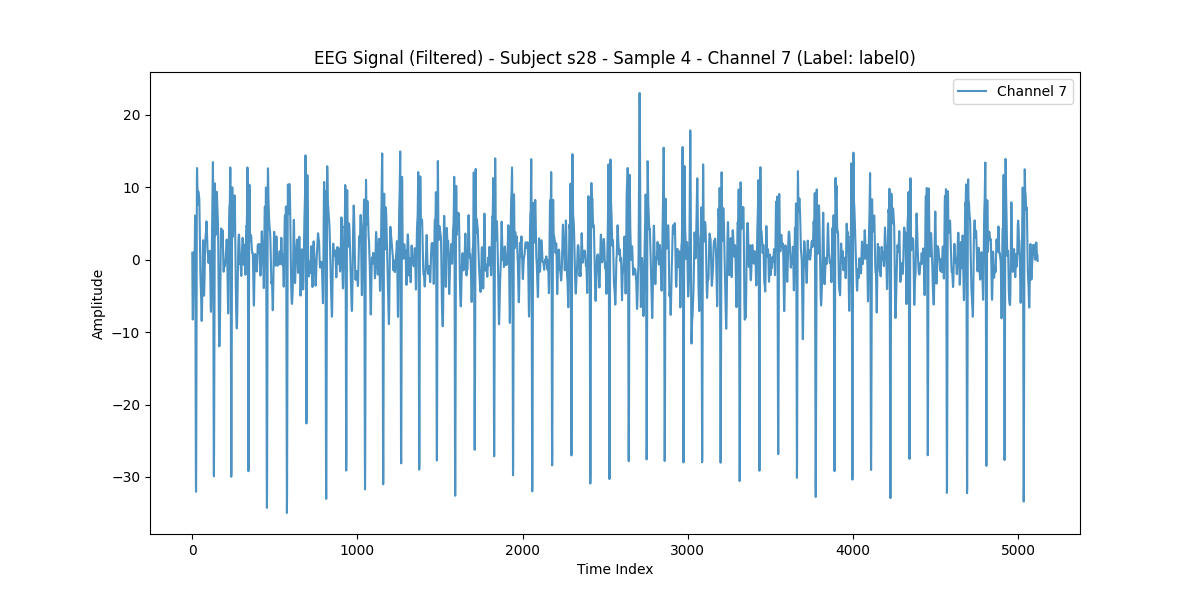 EEG Signal (Filtered) - Subject s28 - Sample 4 - Channel 7 (Label: label0)
Channel 7
20
10
0
−10
−20
−30
Amplitude
0 1000 2000 3000 4000 5000
Time Index